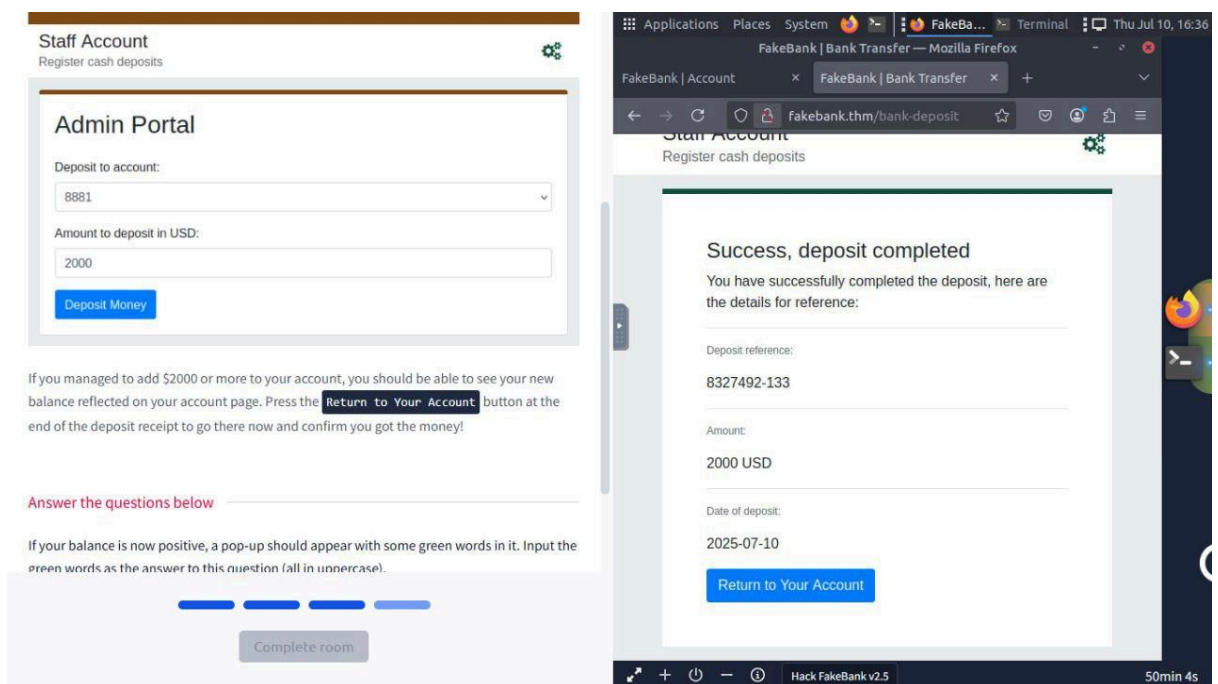 Staff Account
Register cash deposits
Admin Portal
Deposit to account:
8881
Amount to deposit in USD:
2000
Deposit Money
If you managed to add $2000 or more to your account, you should be able to see your new
balance reflected on your account page. Press the Return to Your Account button at the
end of the deposit receipt to go there now and confirm you got the money!
Answer the questions below
If your balance is now positive, a pop-up should appear with some green words in it. Input the
green words as the answer to this question (all in uppercase).
Complete room
Applications Places System FakeBa... Terminal Thu Jul 10, 16:36
FakeBank | Bank Transfer — Mozilla Firefox
FakeBank | Account × FakeBank | Bank Transfer × +
fakebank.thm/bank-deposit
Staff Account
Register cash deposits
Success, deposit completed
You have successfully completed the deposit, here are
the details for reference:
Deposit reference:
8327492-133
Amount:
2000 USD
Date of deposit:
2025-07-10
Return to Your Account
Hack FakeBank v2.5 50min 4s